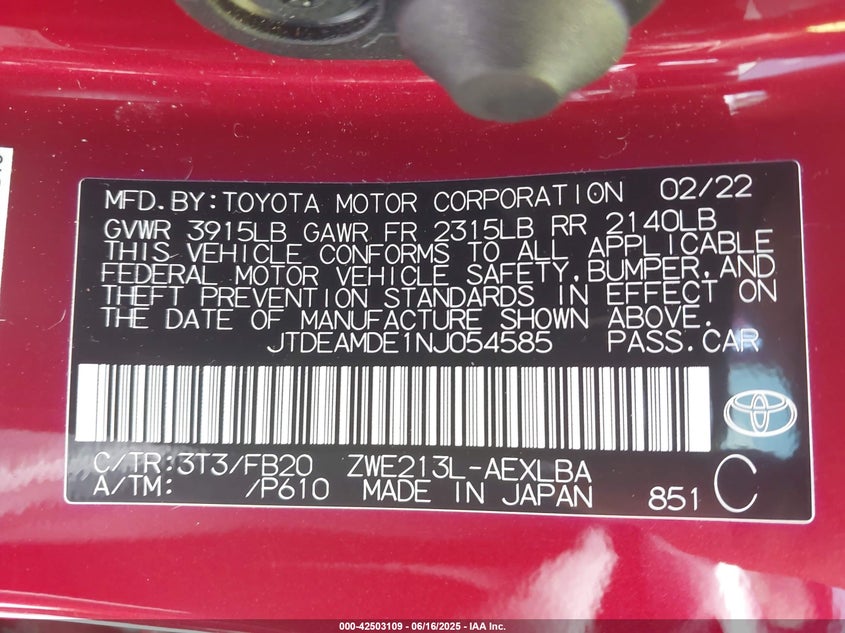 MFD.BY:TOYOTA MOTOR CORPORATION 02/22
GVWR 3915LB GAWR FR 2315LB RR 2140LB
THIS VEHICLE CONFORMS TO ALL APPLICABLE
FEDERAL MOTOR VEHICLE SAFETY,BUMPER,AND
THEFT PREVENTION STANDARDS IN EFFECT ON
THE DATE OF MANUFACTURE SHOWN ABOVE.
JTDEAMDE1NJ054585 PASS.CAR
C/TR:3T3/FB20 ZWE213L-AEXLBA
A/TM: /P610 MADE IN JAPAN 851 C
000-42503109 - 06/16/2025 - IAA Inc.